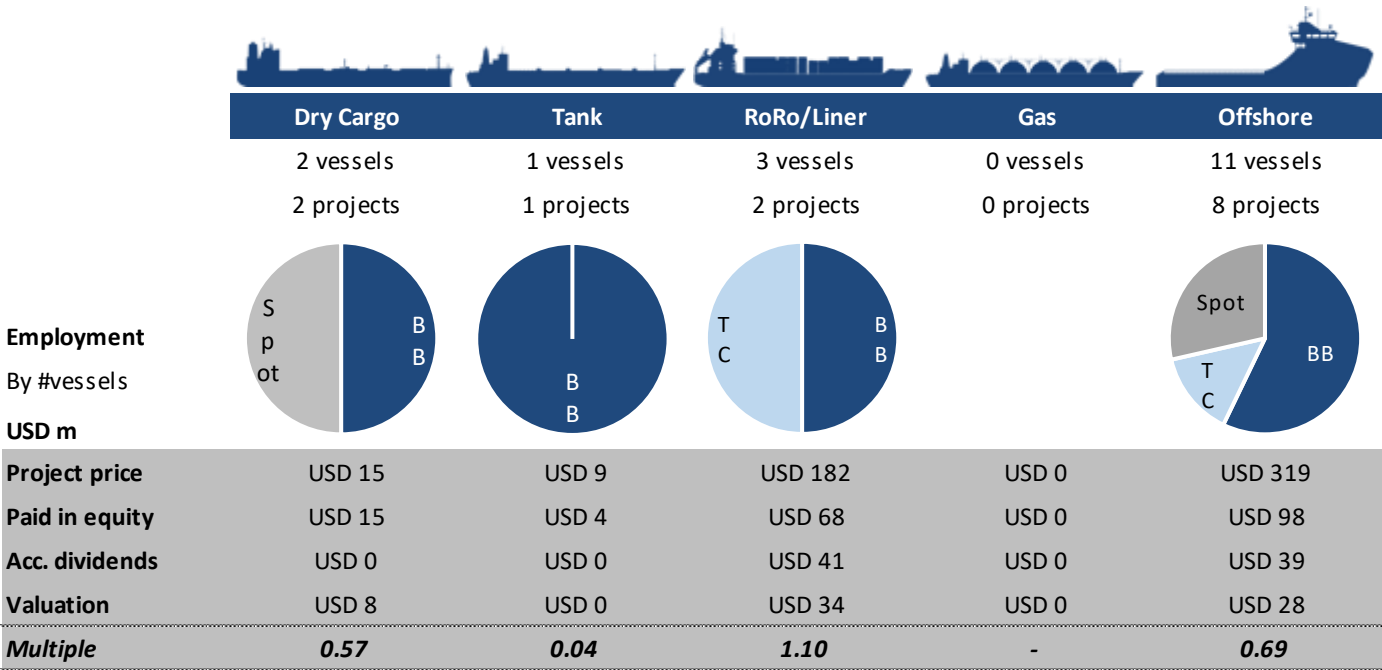 Dry Cargo Tank RoRo/Liner Gas Offshore
2 vessels 1 vessels 3 vessels 0 vessels 11 vessels
2 projects 1 projects 2 projects 0 projects 8 projects
Employment
By #vessels
S
p
ot
B
B
B
B
T
C
B
B
Spot
T
C
BB
USD m
Project price USD 15 USD 9 USD 182 USD 0 USD 319
Paid in equity USD 15 USD 4 USD 68 USD 0 USD 98
Acc. dividends USD 0 USD 0 USD 41 USD 0 USD 39
Valuation USD 8 USD 0 USD 34 USD 0 USD 28
Multiple 0.57 0.04 1.10 - 0.69